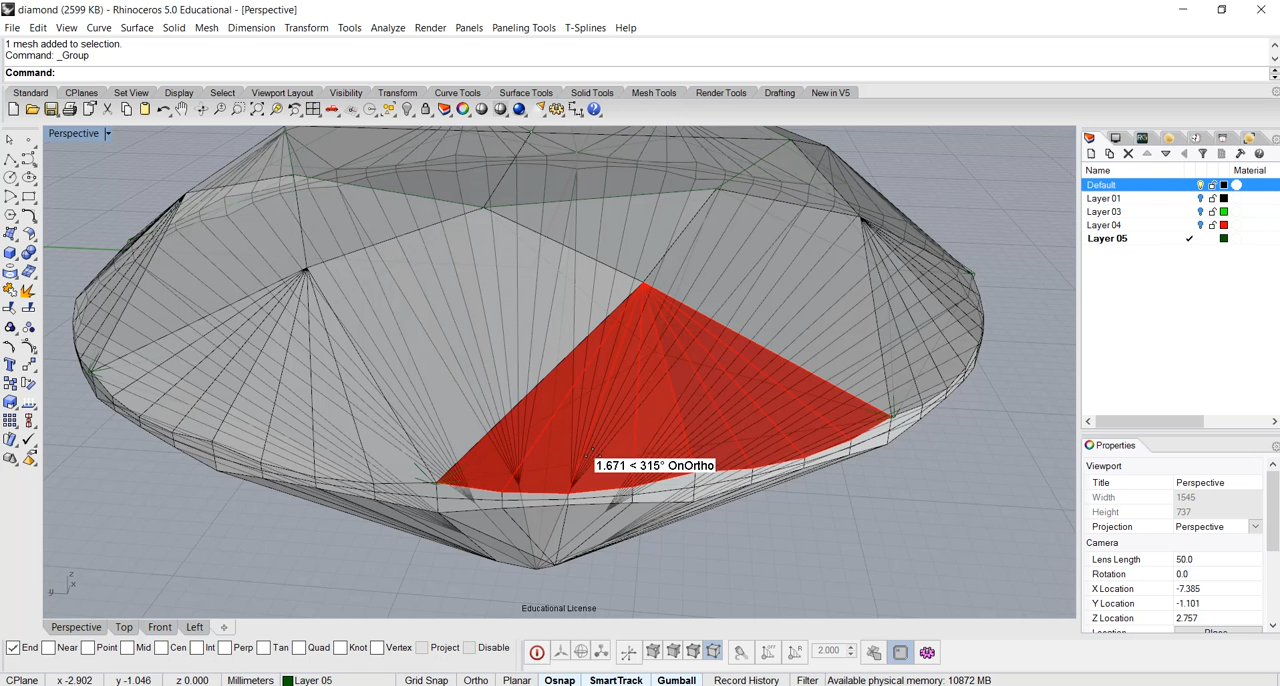 diamond (2599 KB) - Rhinoceros 5.0 Educational - [Perspective]
File Edit View Curve Surface Solid Mesh Dimension Transform Tools Analyze Render Panels Paneling Tools T-Splines Help
1 mesh added to selection.
Command: _Group
Command:
Standard CPlanes Set View Display Select Viewport Layout Visibility Transform Curve Tools Surface Tools Solid Tools Mesh Tools Render Tools Drafting New in V5
Perspective
Name Material
Default
Layer 01
Layer 03
Layer 04
Layer 05
1.671 < 315° OnOrtho
z
y x
Educational License
Properties
Viewport
Title Perspective
Width 1545
Height 737
Projection Perspective
Camera
Lens Length 50.0
Rotation 0.0
X Location -7.385
Y Location -1.101
Z Location 2.757
Location Place
Perspective Top Front Left
End Near Point Mid Cen Int Perp Tan Quad Knot Vertex Project Disable
2.000
CPlane x -2.902 y -1.046 z 0.000 Millimeters Layer 05 Grid Snap Ortho Planar Osnap SmartTrack Gumball Record History Filter Available physical memory: 10872 MB